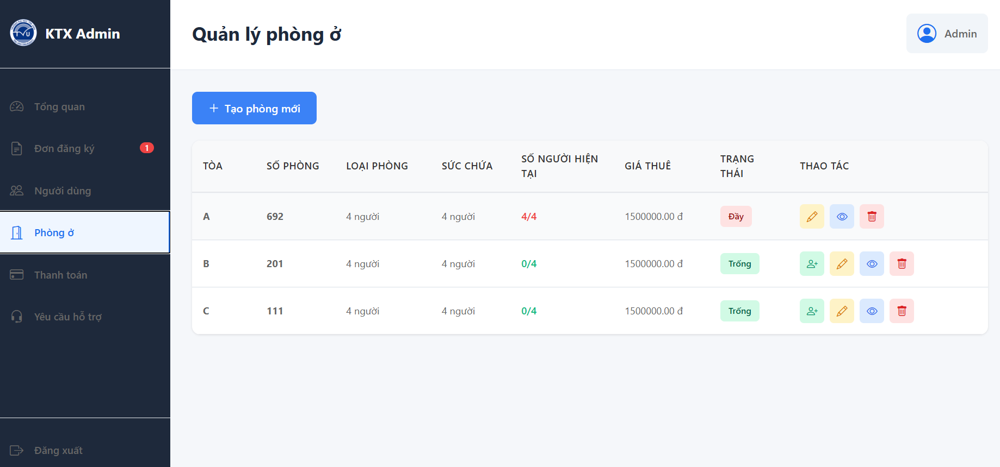 KTX Admin
Tổng quan
Đơn đăng ký
1
Người dùng
Phòng ở
Thanh toán
Yêu cầu hỗ trợ
Đăng xuất
Quản lý phòng ở
Admin
Tạo phòng mới
TÒA SỐ PHÒNG LOẠI PHÒNG SỨC CHỨA SỐ NGƯỜI HIỆN TẠI GIÁ THUÊ TRẠNG THÁI THAO TÁC
A 692 4 người 4 người 4/4 1500000.00 đ Đầy
B 201 4 người 4 người 0/4 1500000.00 đ Trống
C 111 4 người 4 người 0/4 1500000.00 đ Trống